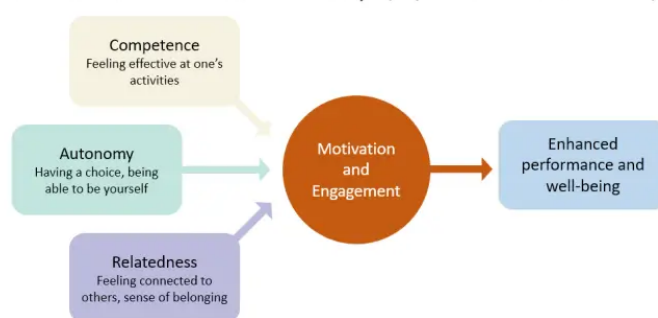 Competence
Feeling effective at one's
activities
Autonomy
Having a choice, being
able to be yourself
Relatedness
Feeling connected to
others, sense of belonging
Motivation
and
Engagement
Enhanced
performance and
well-being